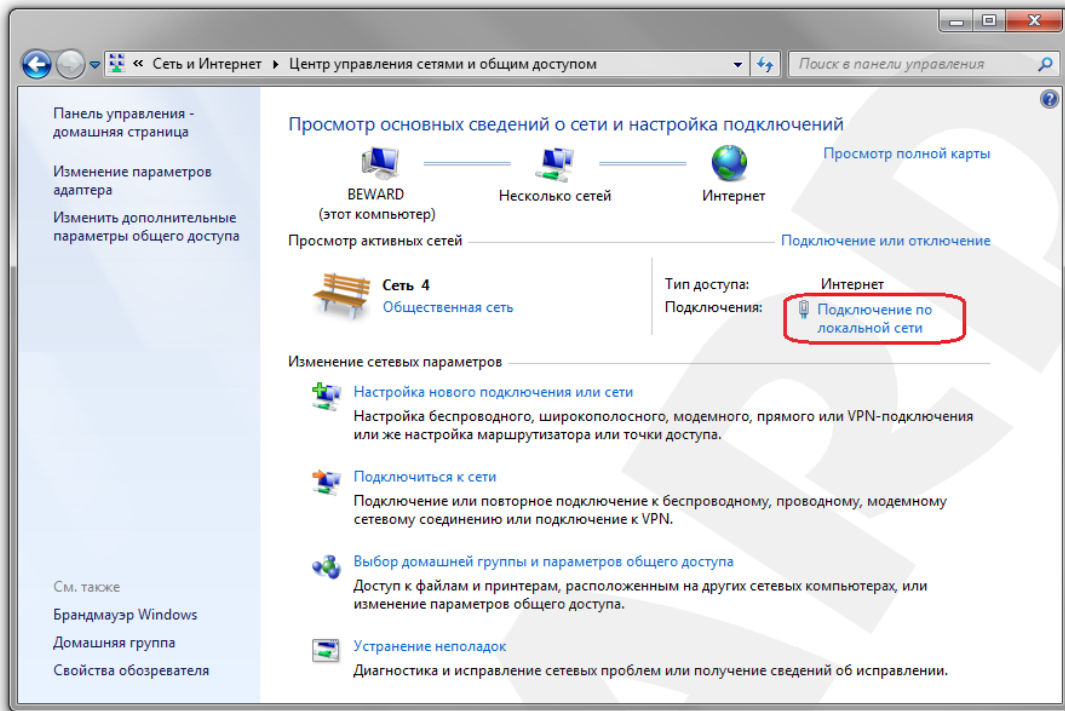 « Сеть и Интернет ▸ Центр управления сетями и общим доступом
Поиск в панели управления
Панель управления -
домашняя страница
Изменение параметров
адаптера
Изменить дополнительные
параметры общего доступа
См. также
Брандмауэр Windows
Домашняя группа
Свойства обозревателя
Просмотр основных сведений о сети и настройка подключений
Просмотр полной карты
BEWARD
(этот компьютер)
Несколько сетей
Интернет
Просмотр активных сетей
Подключение или отключение
Сеть 4
Общественная сеть
Тип доступа: Интернет
Подключения: Подключение по
локальной сети
Изменение сетевых параметров
Настройка нового подключения или сети
Настройка беспроводного, широкополосного, модемного, прямого или VPN-подключения
или же настройка маршрутизатора или точки доступа.
Подключиться к сети
Подключение или повторное подключение к беспроводному, проводному, модемному
сетевому соединению или подключение к VPN.
Выбор домашней группы и параметров общего доступа
Доступ к файлам и принтерам, расположенным на других сетевых компьютерах, или
изменение параметров общего доступа.
Устранение неполадок
Диагностика и исправление сетевых проблем или получение сведений об исправлении.